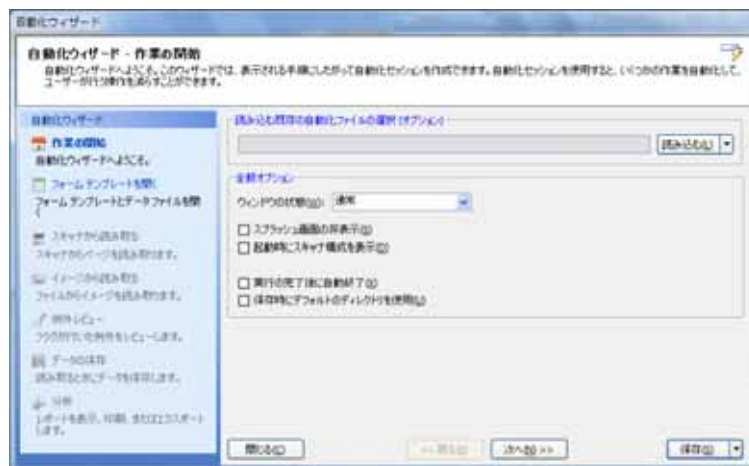 自動化ウィザード
自動化ウィザード - 作業の開始
自動化ウィザードへようこそ。このウィザードでは、表示される手順にしたがって自動化セッションを作成できます。自動化セッションを使用すると、いくつかの作業を自動化して、
ユーザーが行う操作を減らすことができます。
自動化ウィザード
作業の開始
自動化ウィザードへようこそ。
フォーム テンプレートを開く
フォーム テンプレートとデータ ファイルを開
く
スキャナから読み取る
スキャナからページを読み取ります。
イメージから読み取る
ファイルからイメージを読み取ります。
例外レビュー
フラグが付いた例外をレビューします。
データの保存
読み取るときにデータを保存します。
分析
レポートを表示、印刷、またはエクスポート
します。
読み込む既存の自動化ファイルの選択 (オプション)
読み込む(L)
全般オプション
ウィンドウの状態(W): 通常
スプラッシュ画面の非表示
起動時にスキャナ構成を表示
実行の完了後に自動終了
保存時にデフォルトのディレクトリを使用
閉じる(C)
<< 戻る(B)
次へ(N) >>
保存(S)